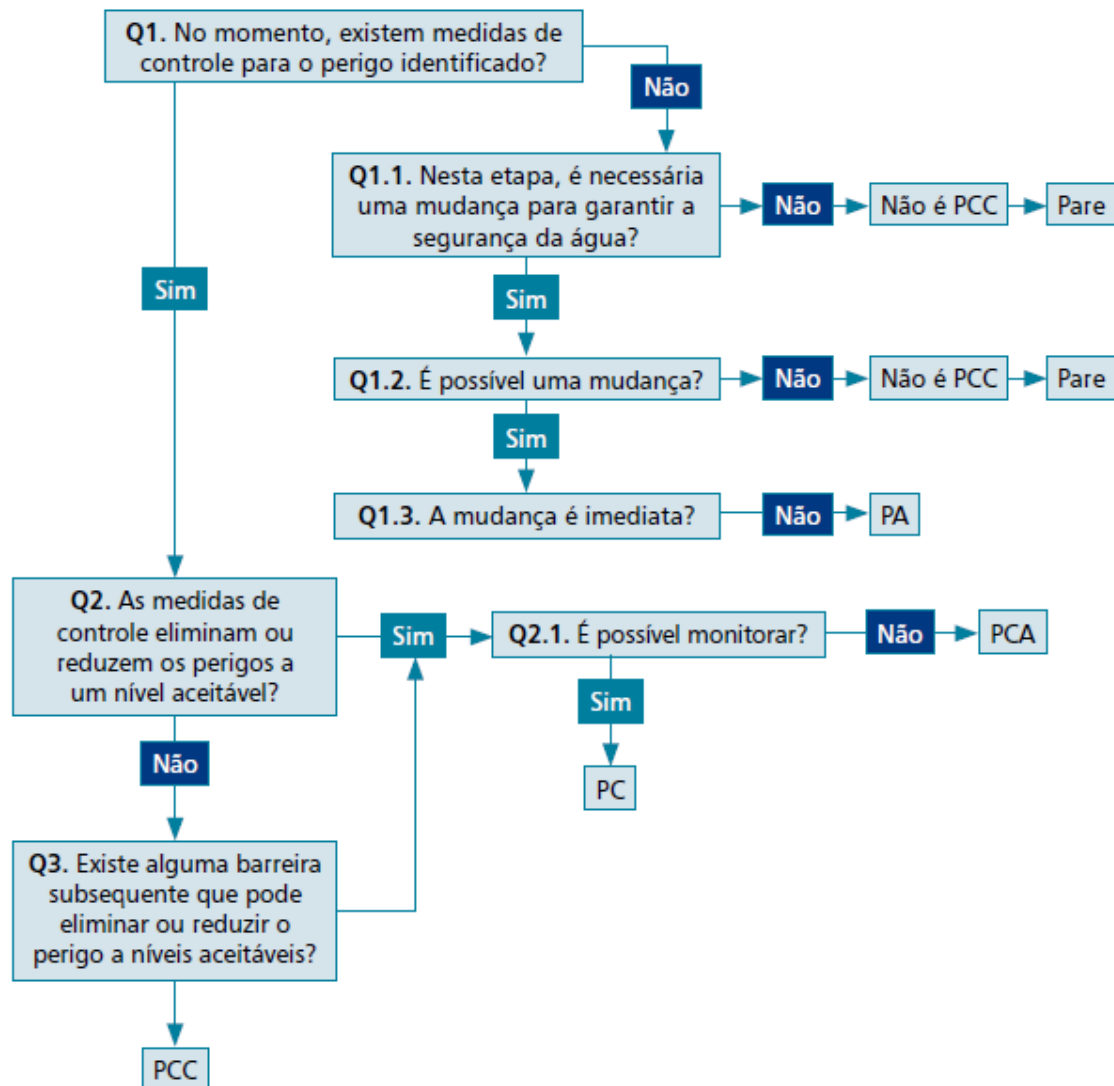 Q1. No momento, existem medidas de
controle para o perigo identificado?
Não
Q1.1. Nesta etapa, é necessária
uma mudança para garantir a
segurança da água?
Não
Não é PCC
Pare
Sim
Sim
Q1.2. É possível uma mudança?
Não
Não é PCC
Pare
Sim
Q1.3. A mudança é imediata?
Não
PA
Q2. As medidas de
controle eliminam ou
reduzem os perigos a
um nível aceitável?
Sim
Q2.1. É possível monitorar?
Não
PCA
Sim
PC
Não
Q3. Existe alguma barreira
subsequente que pode
eliminar ou reduzir o
perigo a níveis aceitáveis?
PCC